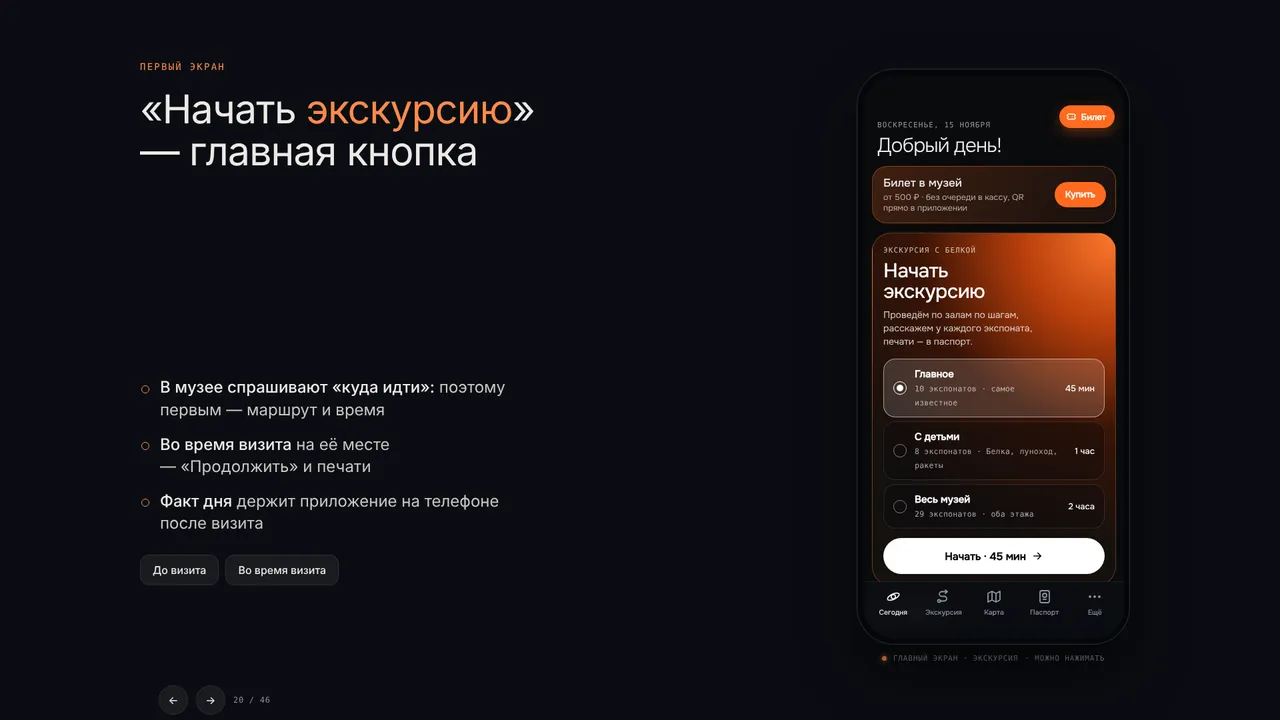 ПЕРВЫЙ ЭКРАН
«Начать экскурсию»
— главная кнопка
В музее спрашивают «куда идти»: поэтому
первым — маршрут и время
Во время визита на её месте
— «Продолжить» и печати
Факт дня держит приложение на телефоне
после визита
До визита
Во время визита
20 / 46
Билет
ВОСКРЕСЕНЬЕ, 15 НОЯБРЯ
Добрый день!
Билет в музей
от 500 ₽ · без очереди в кассу, QR
прямо в приложении
Купить
ЭКСКУРСИЯ С БЕЛКОЙ
Начать
экскурсию
Проведём по залам по шагам,
расскажем у каждого экспоната,
печати — в паспорт.
Главное
10 экспонатов · самое
известное
45 мин
С детьми
8 экспонатов · Белка, луноход,
ракеты
1 час
Весь музей
29 экспонатов · оба этажа
2 часа
Начать · 45 мин →
Сегодня
Экскурсия
Карта
Паспорт
Ещё
ГЛАВНЫЙ ЭКРАН · ЭКСКУРСИЯ · МОЖНО НАЖИМАТЬ